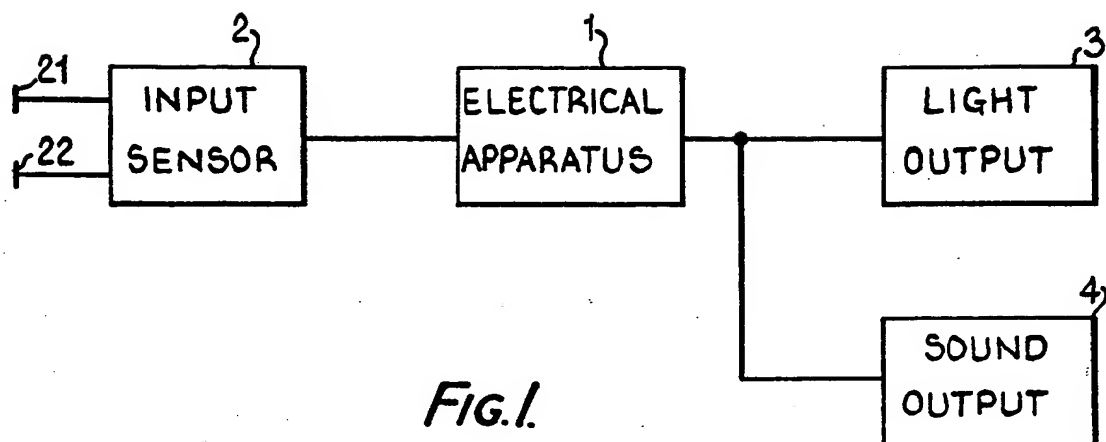 21
22
2
INPUT
SENSOR
1
ELECTRICAL
APPARATUS
3
LIGHT
OUTPUT
4
SOUND
OUTPUT
FIG.1.